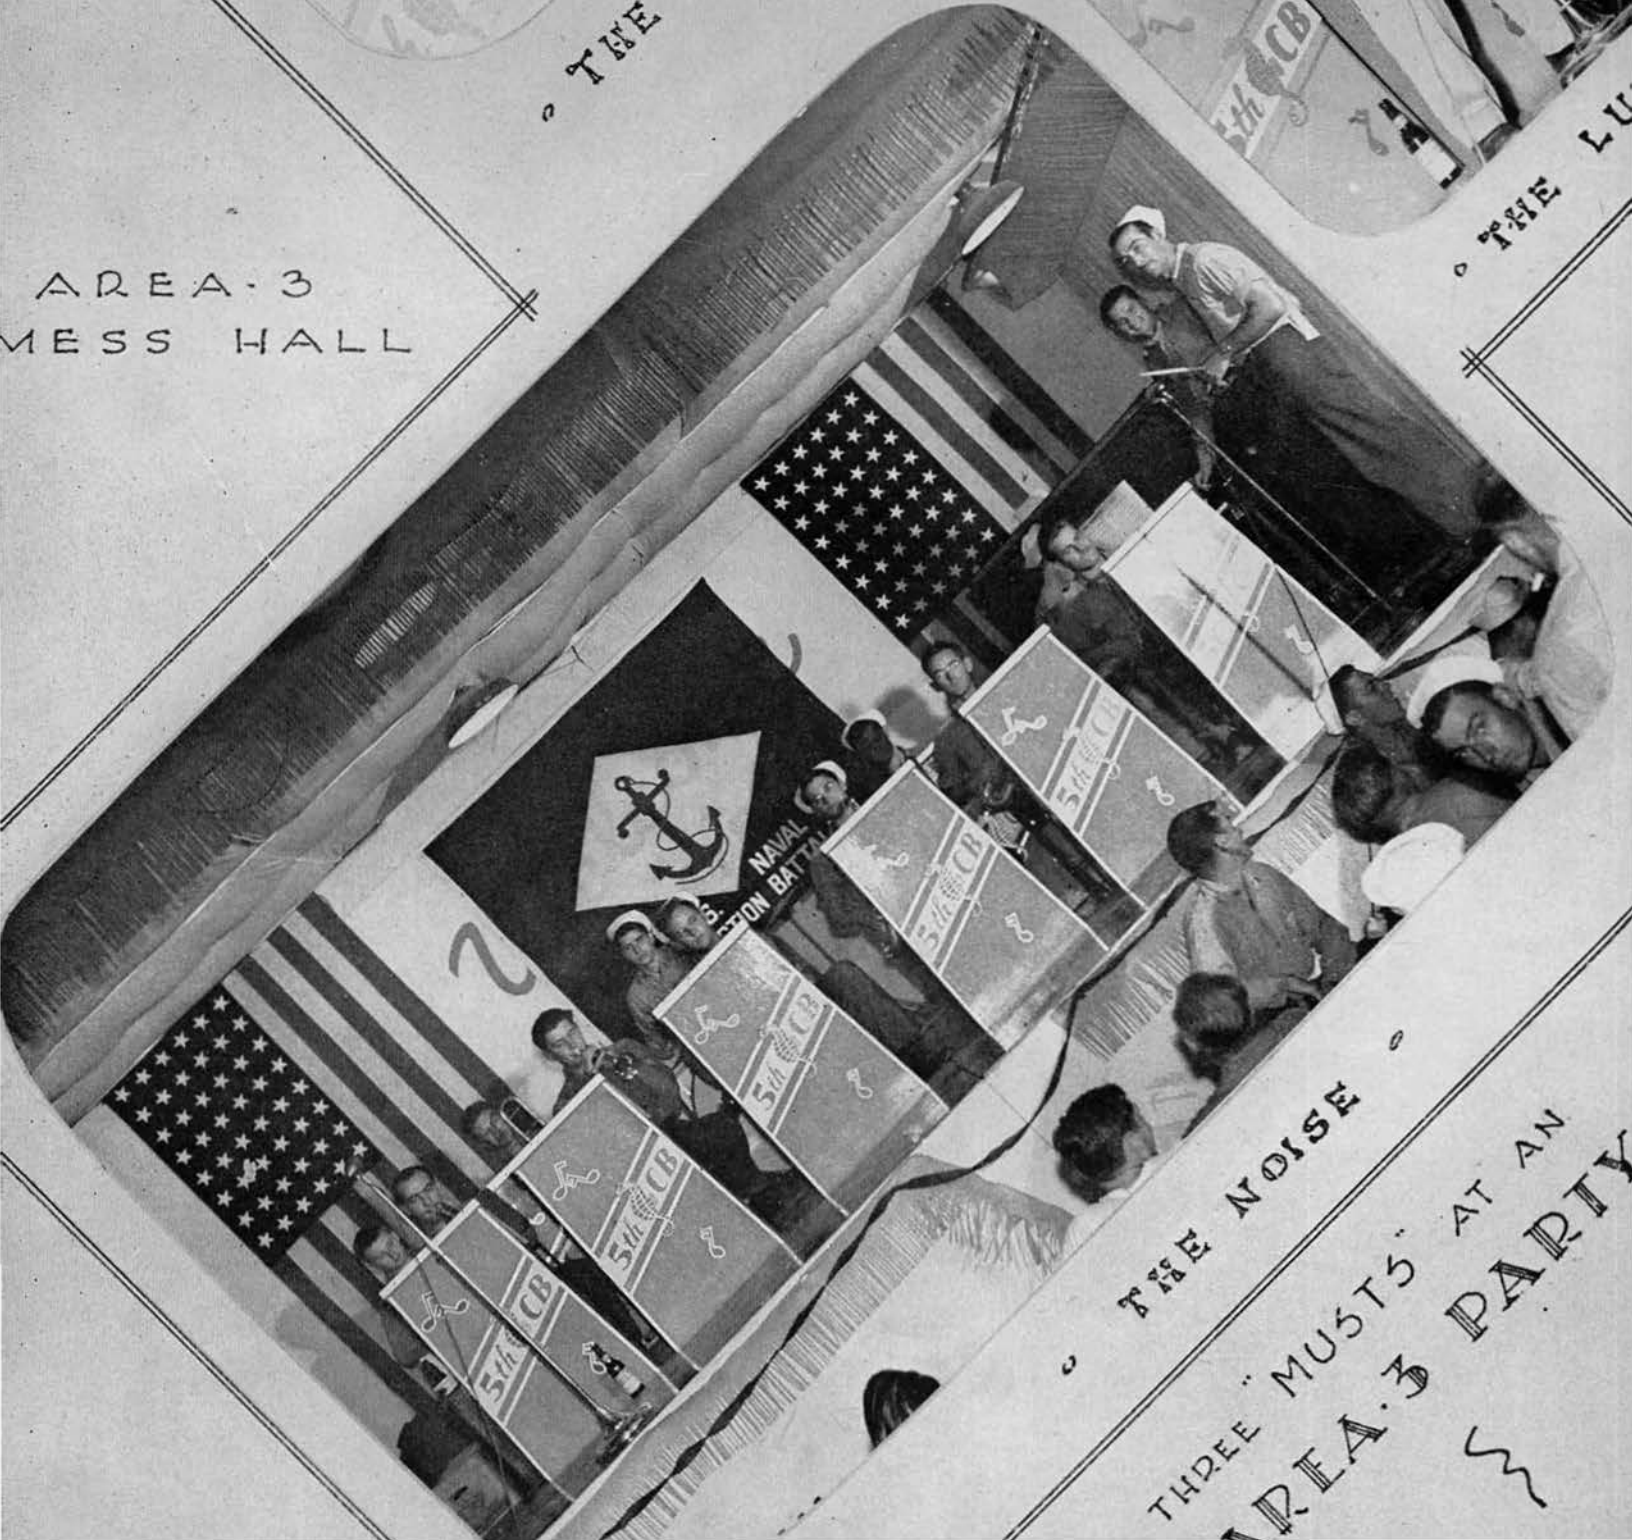 THE
5th CB
THE
AREA·3
MESS HALL
NAVAL
S.
TION BATTAL
5th CB
5th CB
5th CB
5th CB
5th CB
THE NOISE
THREE "MUSTS" AT AN
AREA·3 PARTY